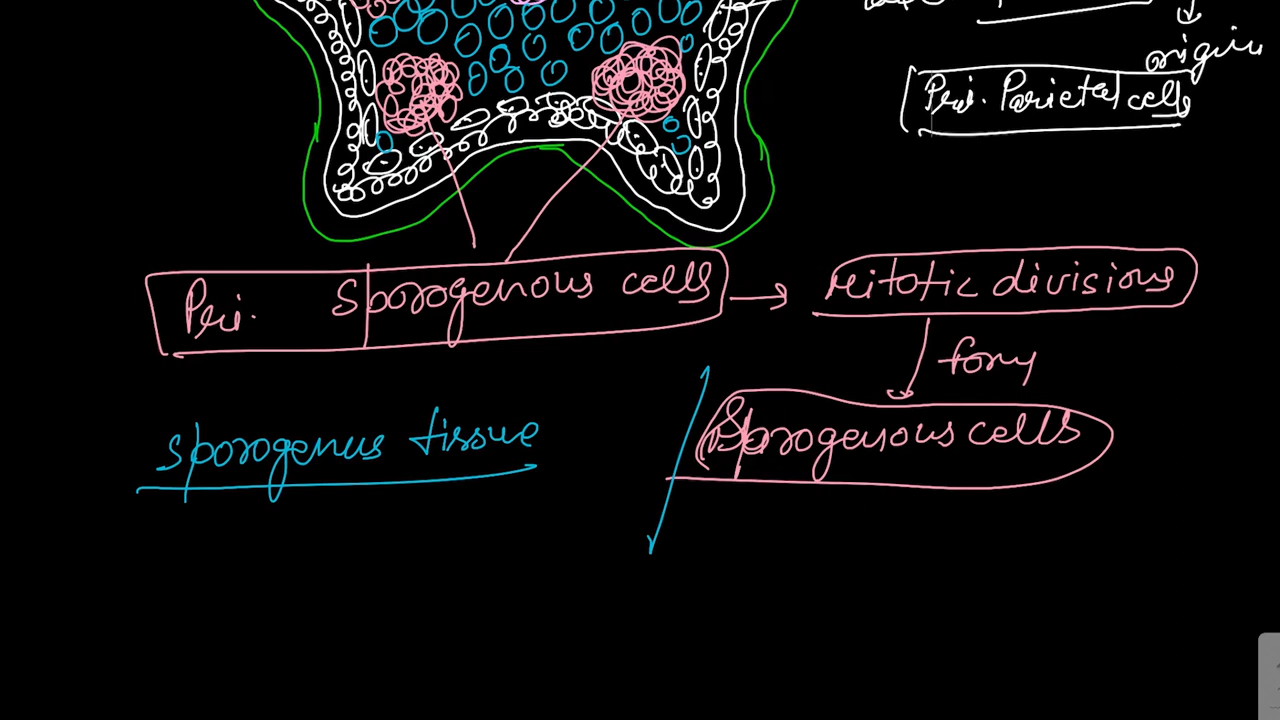 origin
Pri. Parietal cells
Pri. Sporogenous cells → mitotic divisions
form
sporogenus tissue
Sporogenous cells